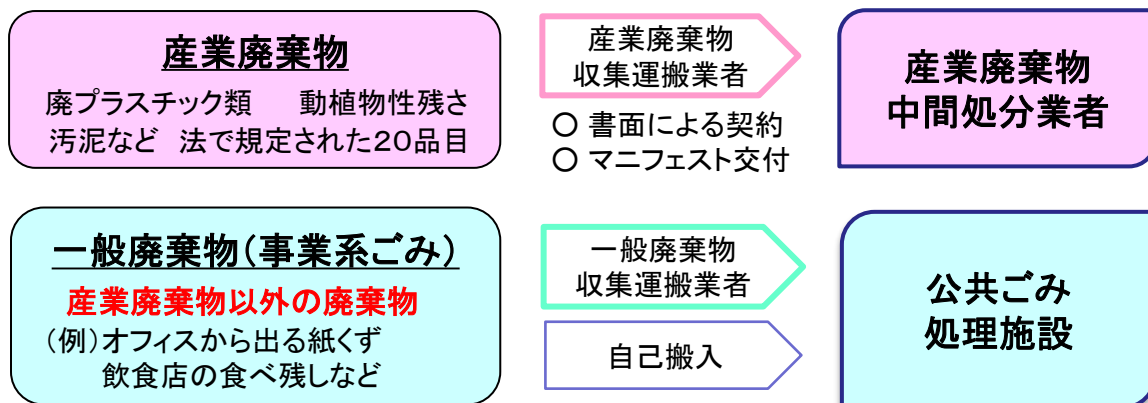 産業廃棄物
廃プラスチック類 動植物性残さ
汚泥など 法で規定された20品目
産業廃棄物
収集運搬業者
○ 書面による契約
○ マニフェスト交付
産業廃棄物
中間処分業者
一般廃棄物(事業系ごみ)
産業廃棄物以外の廃棄物
(例)オフィスから出る紙くず
飲食店の食べ残しなど
一般廃棄物
収集運搬業者
自己搬入
公共ごみ
処理施設